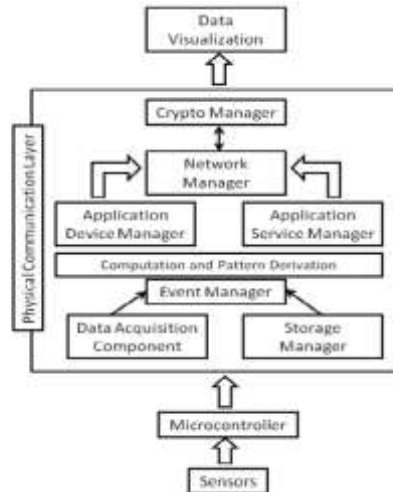 Data
Visualization
Crypto Manager
Network
Manager
Application
Device Manager
Application
Service Manager
Computation and Pattern Derivation
Event Manager
Data Acquisition
Component
Storage
Manager
Physical Communication Layer
Microcontroller
Sensors